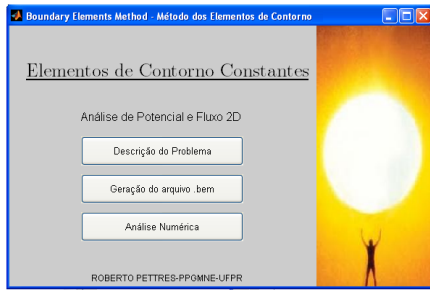 Boundary Elements Method - Método dos Elementos de Contorno
Elementos de Contorno Constantes
Análise de Potencial e Fluxo 2D
Descrição do Problema
Geração do arquivo .bem
Análise Numérica
ROBERTO PETTRES-PPGMNE-UFPR